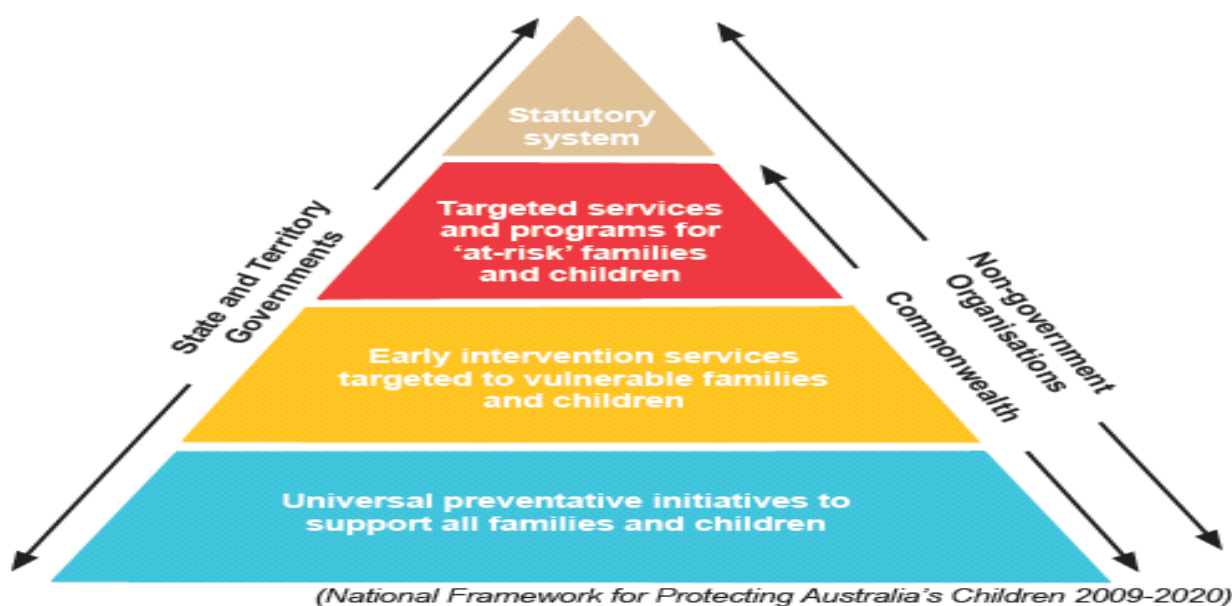 Statutory
system
Targeted services
and programs for
‘at-risk’ families
and children
Early intervention services
targeted to vulnerable families
and children
Universal preventative initiatives to
support all families and children
State and Territory
Governments
Non-government
Organisations
Commonwealth
(National Framework for Protecting Australia's Children 2009-2020)